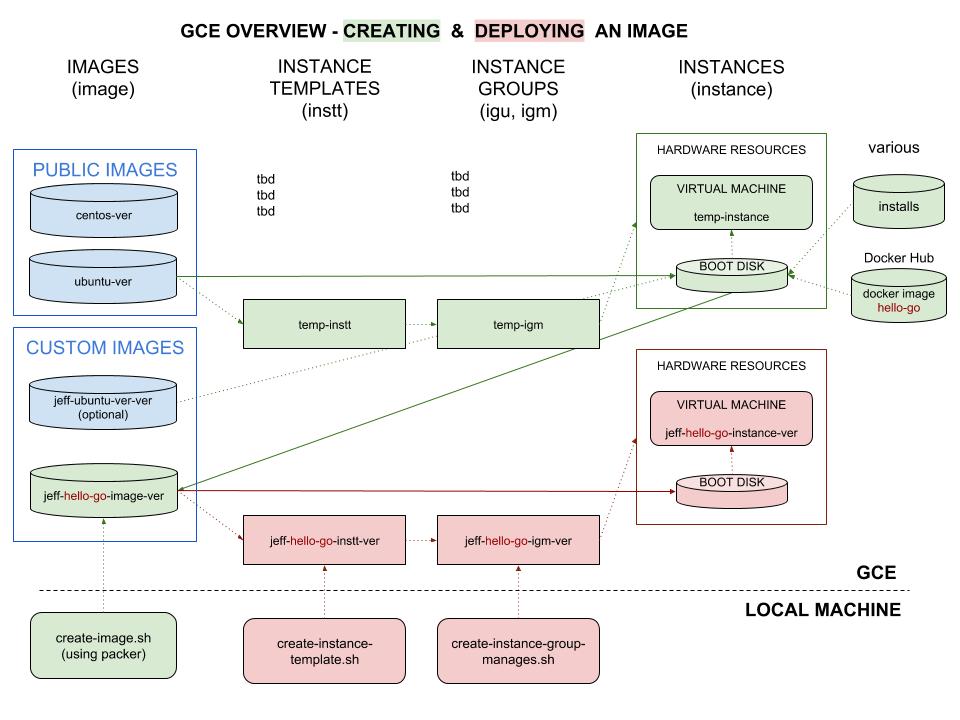 GCE OVERVIEW - CREATING & DEPLOYING AN IMAGE
IMAGES
(image)
INSTANCE
TEMPLATES
(instt)
INSTANCE
GROUPS
(igu, igm)
INSTANCES
(instance)
PUBLIC IMAGES
centos-ver
ubuntu-ver
tbd
tbd
tbd
tbd
tbd
tbd
HARDWARE RESOURCES
VIRTUAL MACHINE
temp-instance
BOOT DISK
various
installs
Docker Hub
docker image
hello-go
temp-instt
temp-igm
CUSTOM IMAGES
jeff-ubuntu-ver-ver
(optional)
jeff-hello-go-image-ver
HARDWARE RESOURCES
VIRTUAL MACHINE
jeff-hello-go-instance-ver
BOOT DISK
jeff-hello-go-instt-ver
jeff-hello-go-igm-ver
GCE
LOCAL MACHINE
create-image.sh
(using packer)
create-instance-
template.sh
create-instance-group-
manages.sh